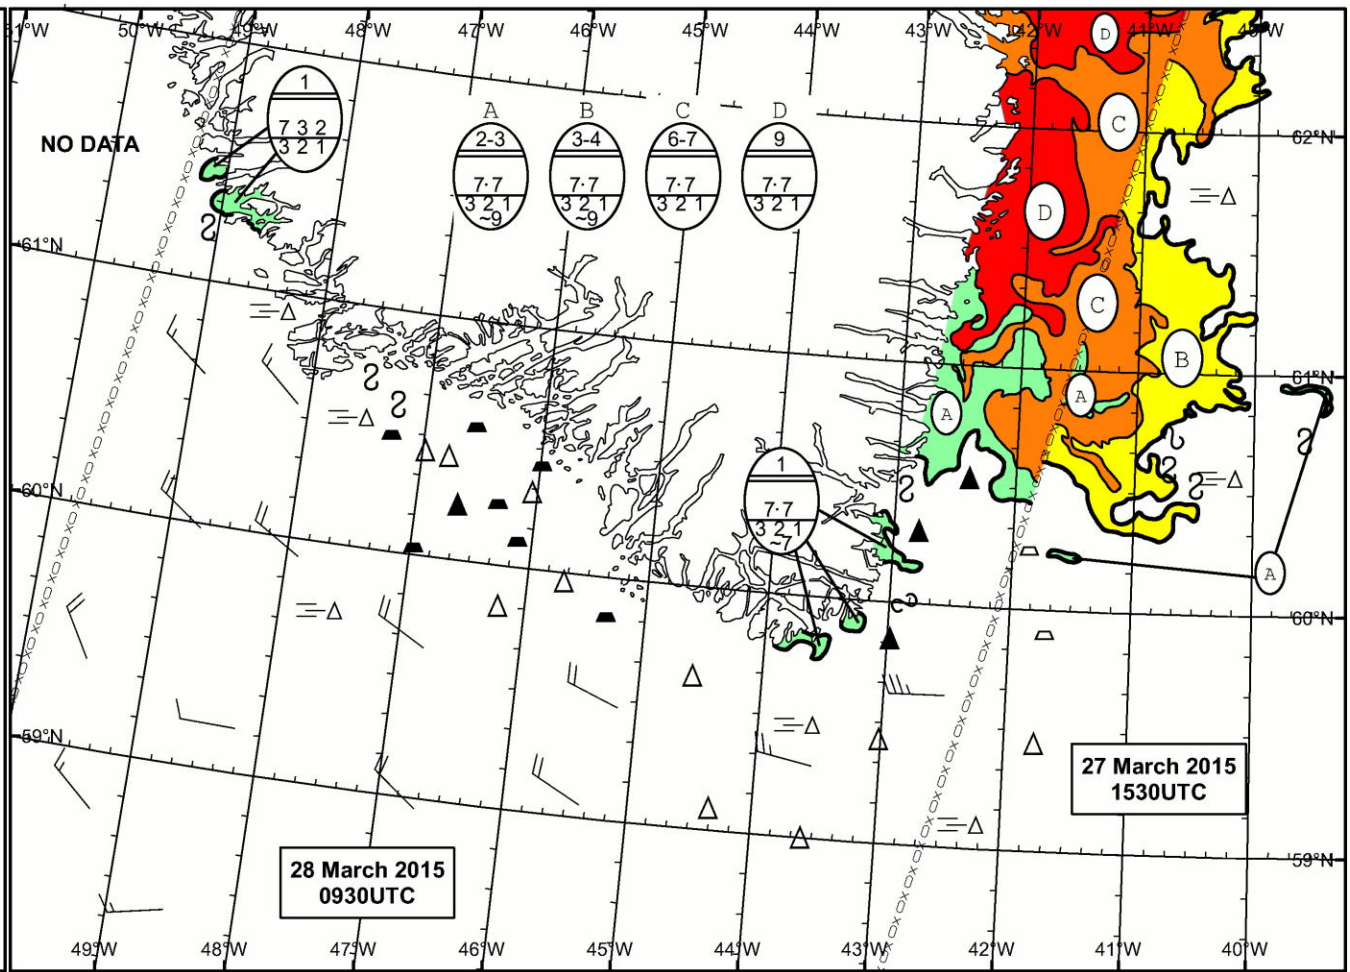 51°W 50°W 49°W 48°W 47°W 46°W 45°W 44°W 43°W 42°W 41°W 40°W
D
1
7 3 2
3 2 1
NO DATA
A B C D
2-3 3-4 6-7 9
7·7 7·7 7·7 7·7
3 2 1 3 2 1 3 2 1 3 2 1
~9 ~9
C
62°N
D
61°N
C
B
61°N
A
A
1
7·7
3 2 1
~7
60°N
A
60°N
59°N
27 March 2015
1530UTC
28 March 2015
0930UTC
59°N
49°W 48°W 47°W 46°W 45°W 44°W 43°W 42°W 41°W 40°W